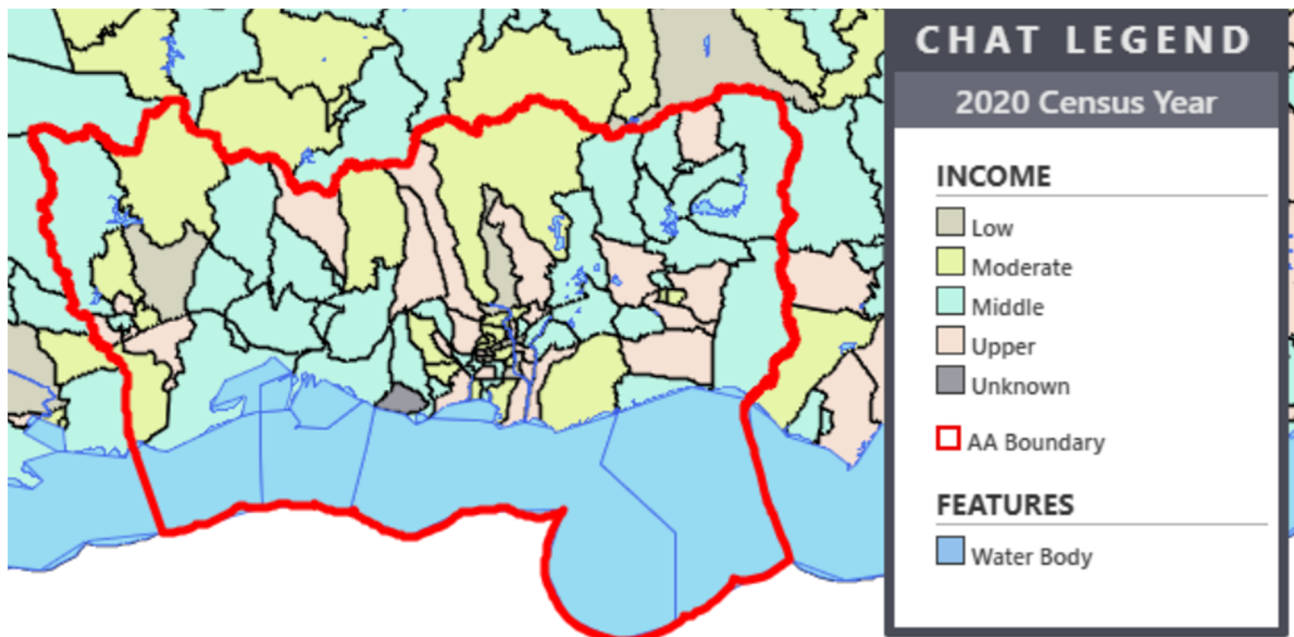 CHAT LEGEND
2020 Census Year
INCOME
Low
Moderate
Middle
Upper
Unknown
AA Boundary
FEATURES
Water Body